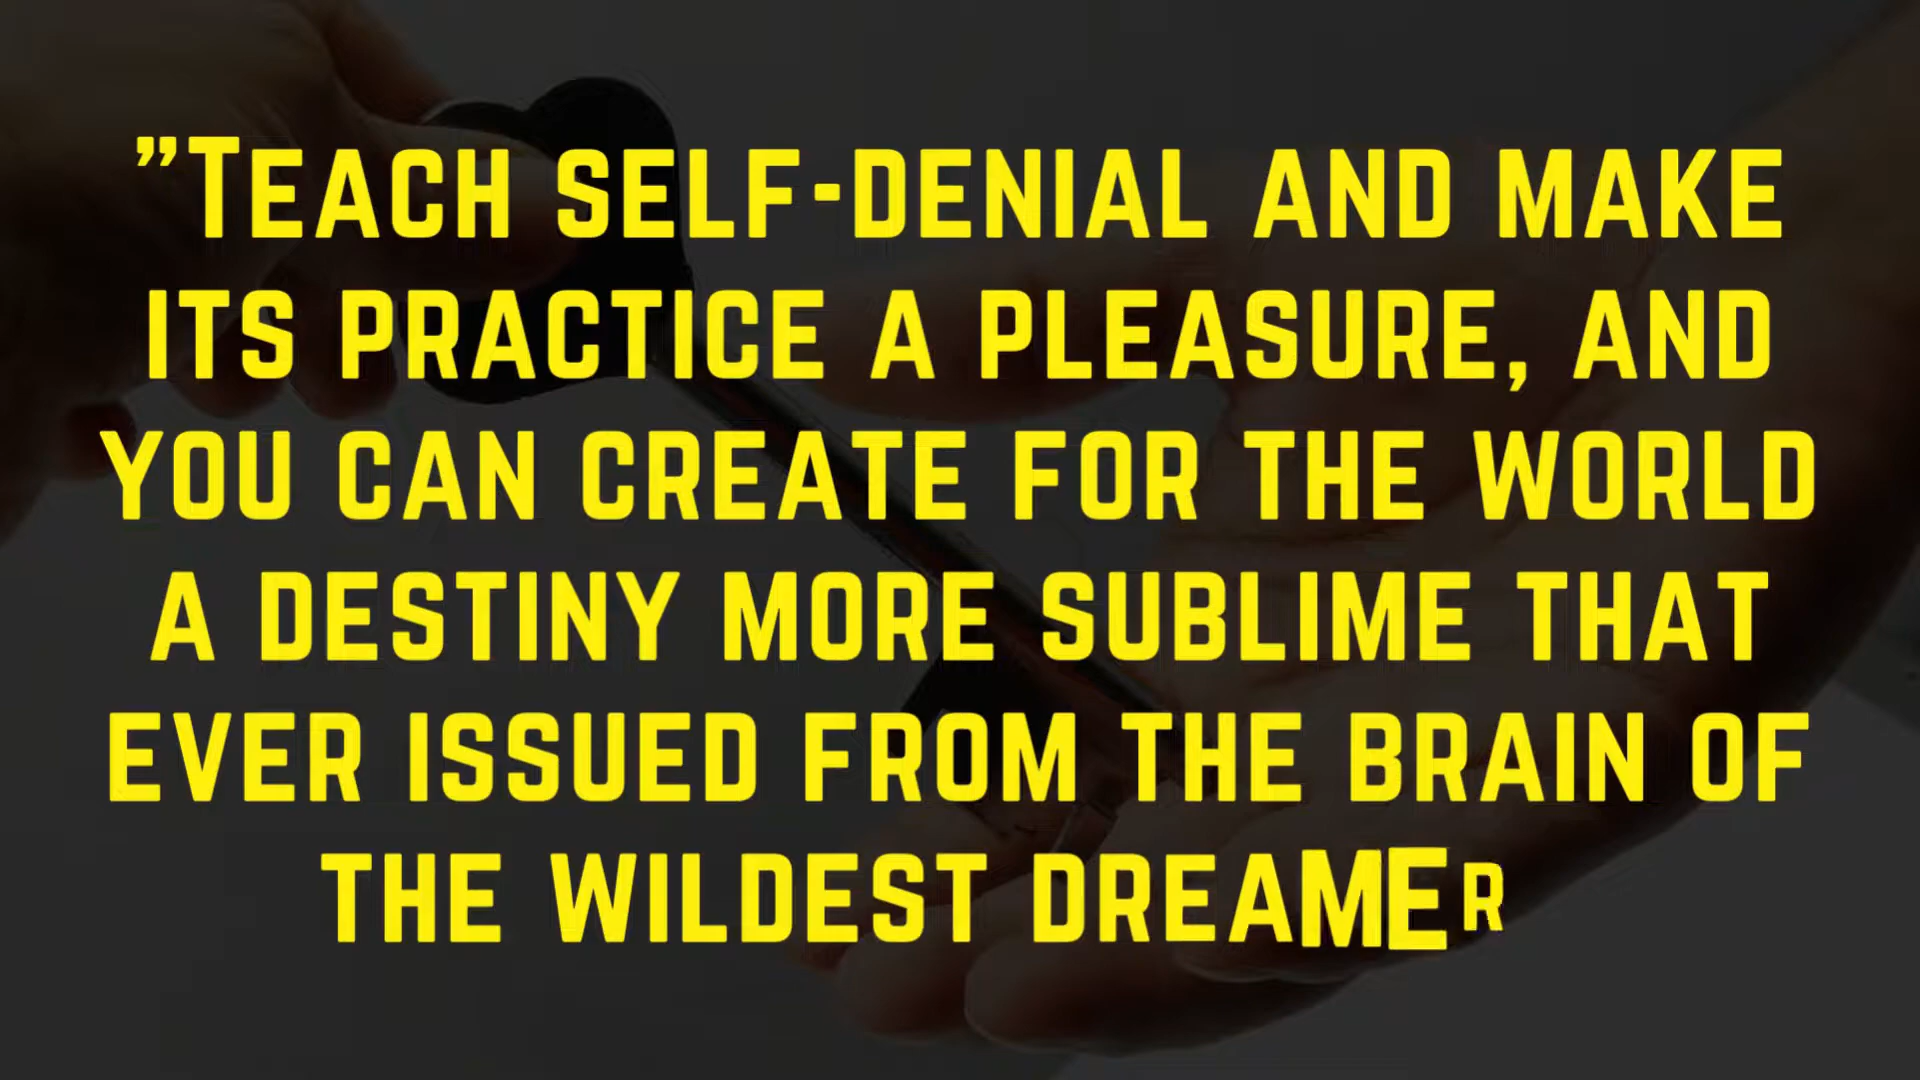 ”Teach self-denial and make
its practice a pleasure, and
you can create for the world
a destiny more sublime that
ever issued from the brain of
the wildest dreamer